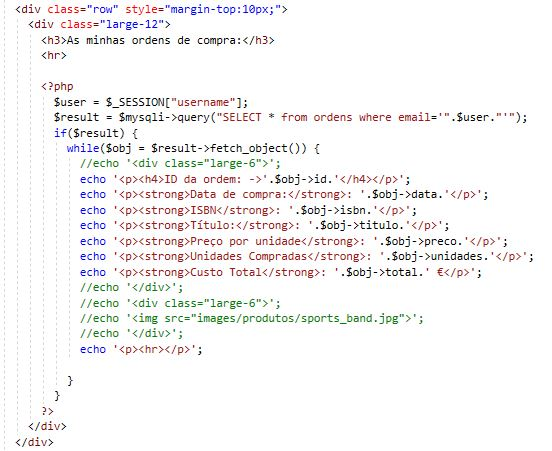 <div class="row" style="margin-top:10px;">
<div class="large-12">
<h3>As minhas ordens de compra:</h3>
<hr>
<?php
$user = $_SESSION["username"];
$result = $mysqli->query("SELECT * from ordens where email='".$user."'");
if($result) {
while($obj = $result->fetch_object()) {
//echo '<div class="large-6">';
echo '<p><h4>ID da ordem: ->'.$obj->id.'</h4></p>';
echo '<p><strong>Data de compra:</strong>: '.$obj->data.'</p>';
echo '<p><strong>ISBN</strong>: '.$obj->isbn.'</p>';
echo '<p><strong>Título:</strong>: '.$obj->titulo.'</p>';
echo '<p><strong>Preço por unidade</strong>: '.$obj->preco.'</p>';
echo '<p><strong>Unidades Compradas</strong>: '.$obj->unidades.'</p>';
echo '<p><strong>Custo Total</strong>: '.$obj->total.' €</p>';
//echo '</div>';
//echo '<div class="large-6">';
//echo '<img src="images/produtos/sports_band.jpg">';
//echo '</div>';
echo '<p><hr></p>';
}
}
?>
</div>
</div>